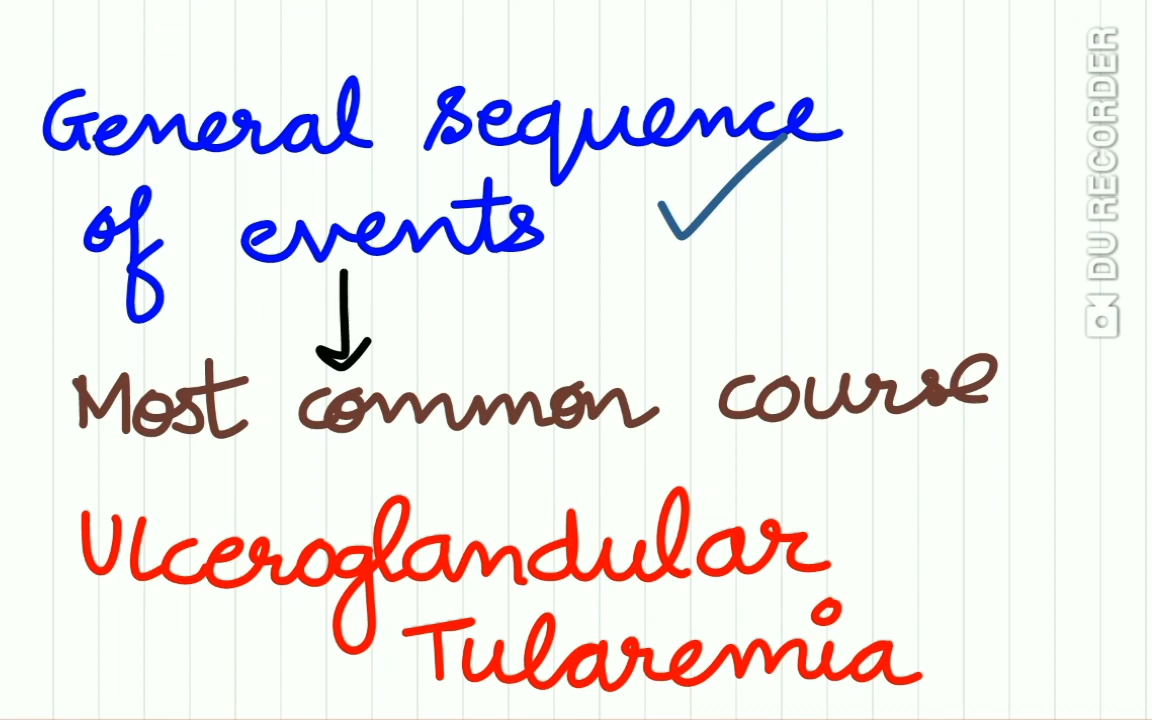 General sequence
of events
Most common course
Ulceroglandular
Tularemia
DU RECORDER